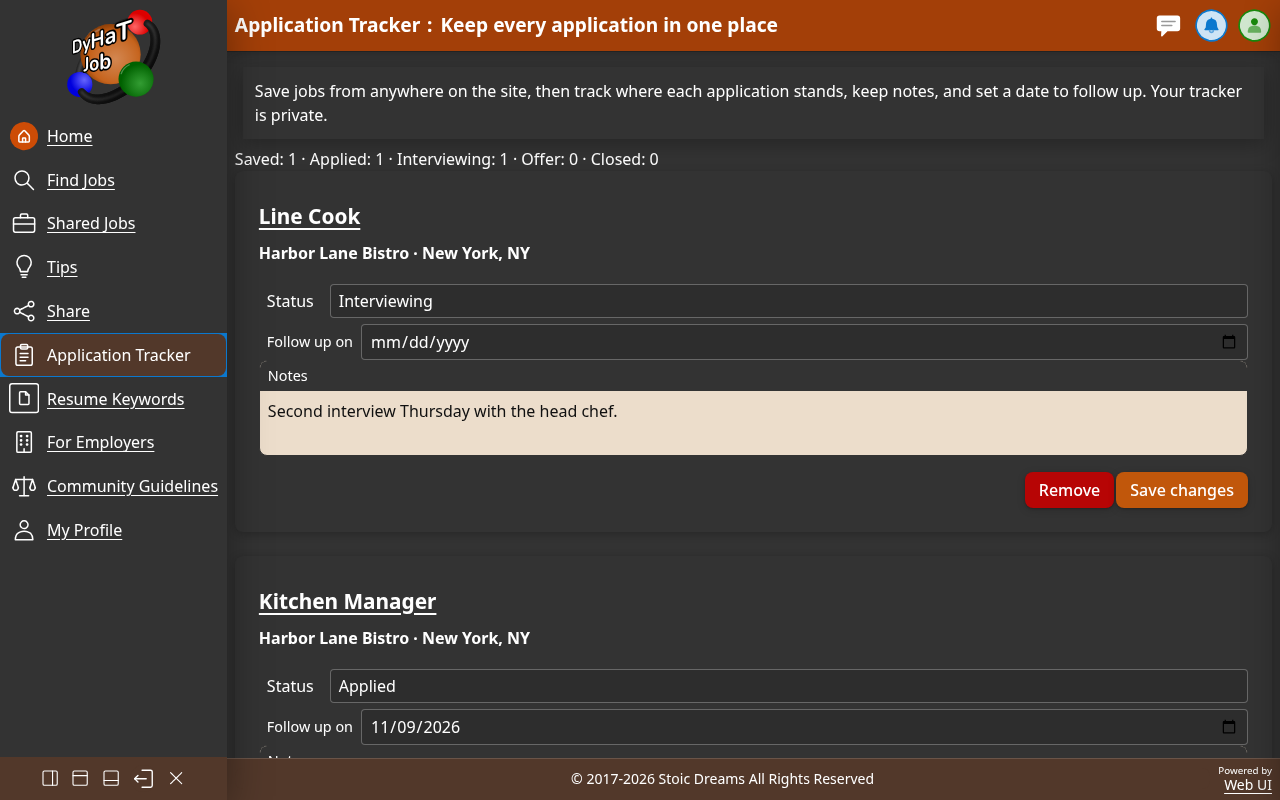 DyHaT
Job
Home
Find Jobs
Shared Jobs
Tips
Share
Application Tracker
Resume Keywords
For Employers
Community Guidelines
My Profile
Application Tracker : Keep every application in one place
Save jobs from anywhere on the site, then track where each application stands, keep notes, and set a date to follow up. Your tracker
is private.
Saved: 1 · Applied: 1 · Interviewing: 1 · Offer: 0 · Closed: 0
Line Cook
Harbor Lane Bistro · New York, NY
Status Interviewing
Follow up on mm/dd/yyyy
Notes
Second interview Thursday with the head chef.
Remove Save changes
Kitchen Manager
Harbor Lane Bistro · New York, NY
Status Applied
Follow up on 11/09/2026
© 2017-2026 Stoic Dreams All Rights Reserved
Powered by
Web UI